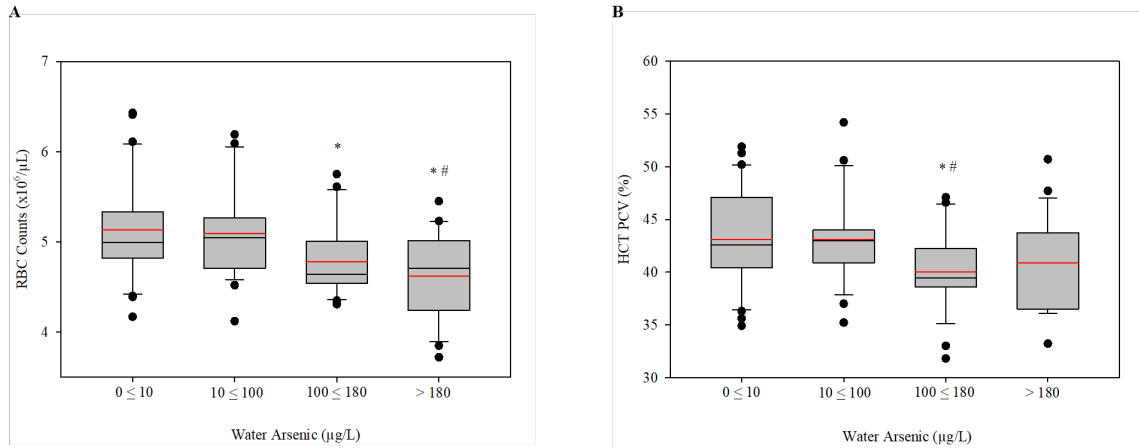 A
RBC Counts (x10⁶/µL)
7
6
5
4
*
* #
0 ≤ 10
10 ≤ 100
100 ≤ 180
> 180
Water Arsenic (µg/L)
B
HCT PCV (%)
60
55
50
45
40
35
30
* #
0 ≤ 10
10 ≤ 100
100 ≤ 180
> 180
Water Arsenic (µg/L)